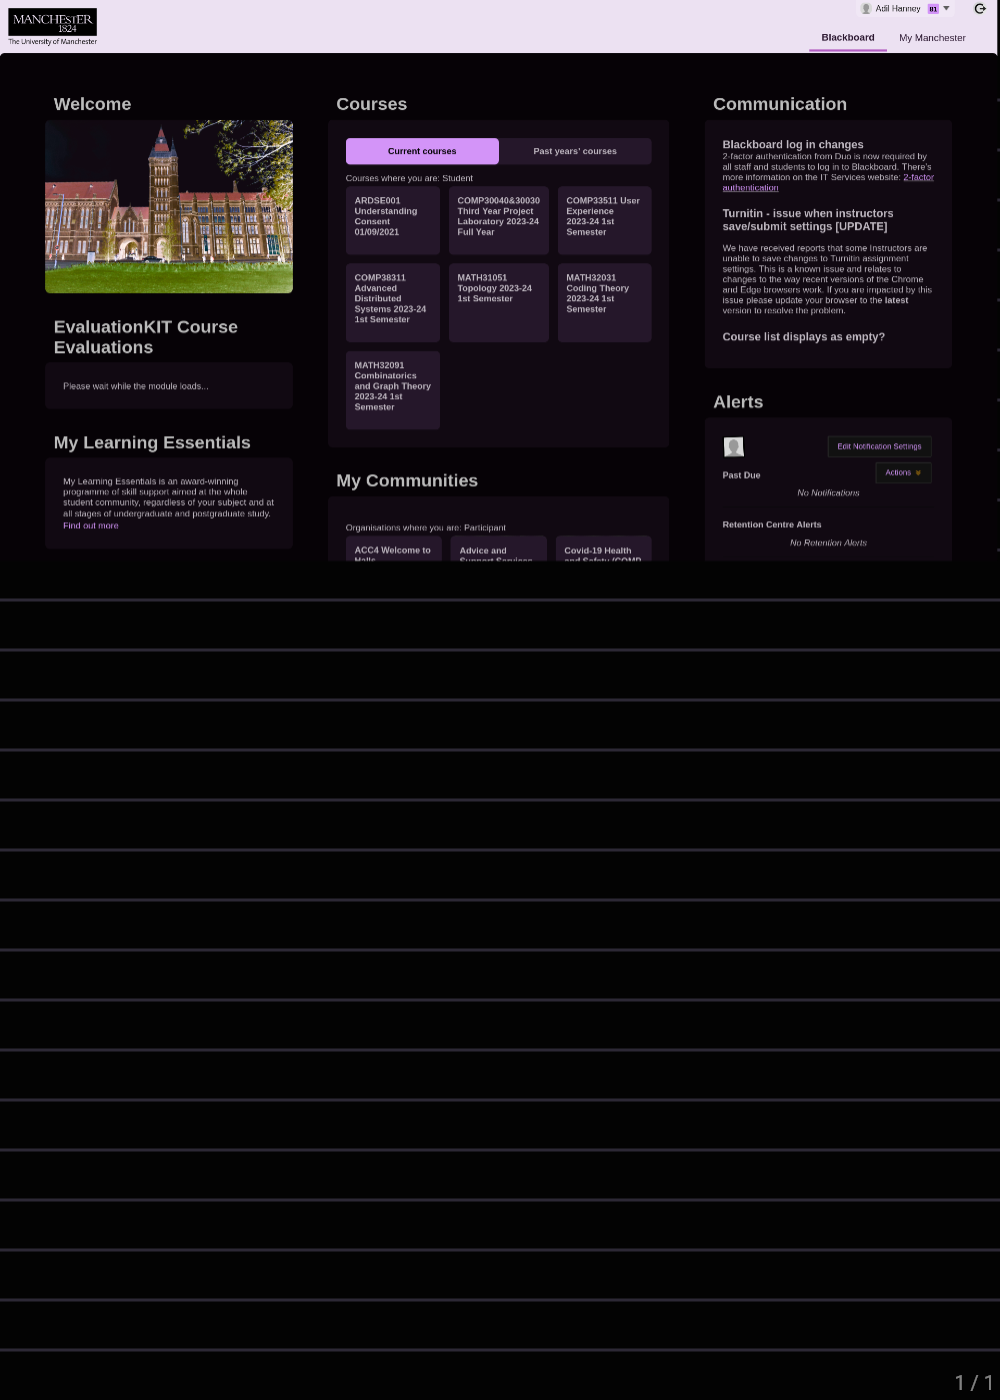 MANCHESTER
1824
The University of Manchester
Adil Hanney 81
Blackboard
My Manchester
Welcome
EvaluationKIT Course
Evaluations
Please wait while the module loads...
My Learning Essentials
My Learning Essentials is an award-winning
programme of skill support aimed at the whole
student community, regardless of your subject and at
all stages of undergraduate and postgraduate study.
Find out more
Courses
Current courses
Past years' courses
Courses where you are: Student
ARDSE001
Understanding
Consent
01/09/2021
COMP30040&30030
Third Year Project
Laboratory 2023-24
Full Year
COMP33511 User
Experience
2023-24 1st
Semester
COMP38311
Advanced
Distributed
Systems 2023-24
1st Semester
MATH31051
Topology 2023-24
1st Semester
MATH32031
Coding Theory
2023-24 1st
Semester
MATH32091
Combinatorics
and Graph Theory
2023-24 1st
Semester
My Communities
Organisations where you are: Participant
ACC4 Welcome to
Halls
Advice and
Support Services
Covid-19 Health
and Safety (COMP
Communication
Blackboard log in changes
2-factor authentication from Duo is now required by
all staff and students to log in to Blackboard. There's
more information on the IT Services website: 2-factor
authentication
Turnitin - issue when instructors
save/submit settings [UPDATE]
We have received reports that some Instructors are
unable to save changes to Turnitin assignment
settings. This is a known issue and relates to
changes to the way recent versions of the Chrome
and Edge browsers work. If you are impacted by this
issue please update your browser to the latest
version to resolve the problem.
Course list displays as empty?
Alerts
Edit Notification Settings
Actions
Past Due
No Notifications
Retention Centre Alerts
No Retention Alerts
1 / 1